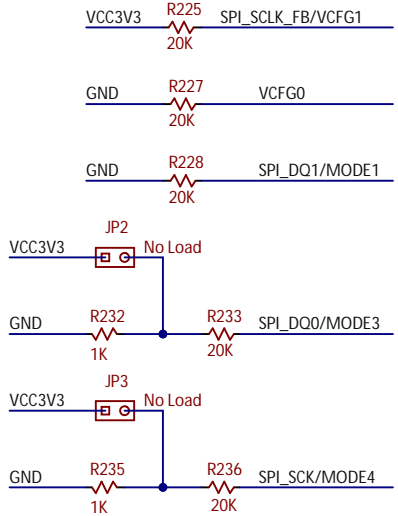 R225
VCC3V3 SPI_SCLK_FB/VCFG1
20K
R227
GND VCFG0
20K
R228
GND SPI_DQ1/MODE1
20K
JP2
VCC3V3 No Load
R232 R233
GND SPI_DQ0/MODE3
1K 20K
JP3
VCC3V3 No Load
R235 R236
GND SPI_SCK/MODE4
1K 20K